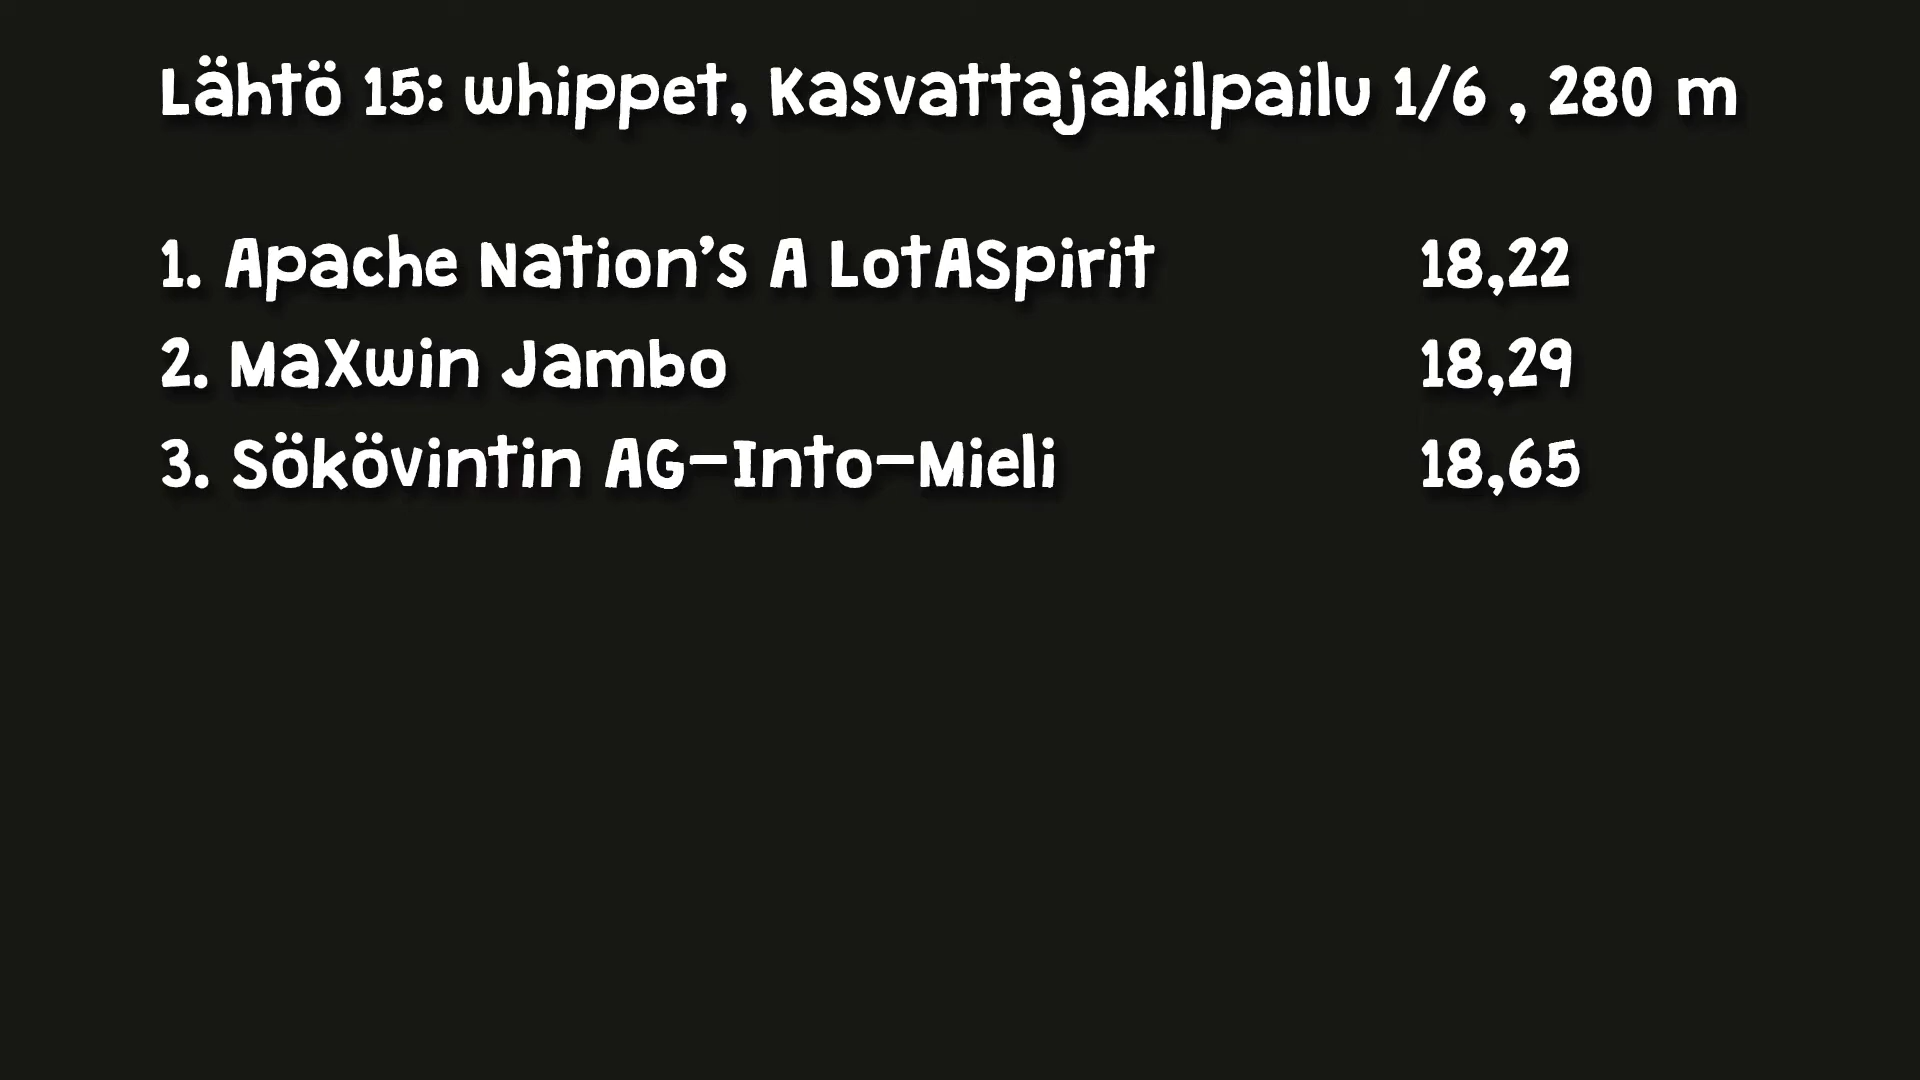 Lähtö 15: whippet, Kasvattajakilpailu 1/6 , 280 m
1. Apache Nation's A LotASpirit 18,22
2. MaXwin Jambo 18,29
3. Sökövintin AG-Into-Mieli 18,65